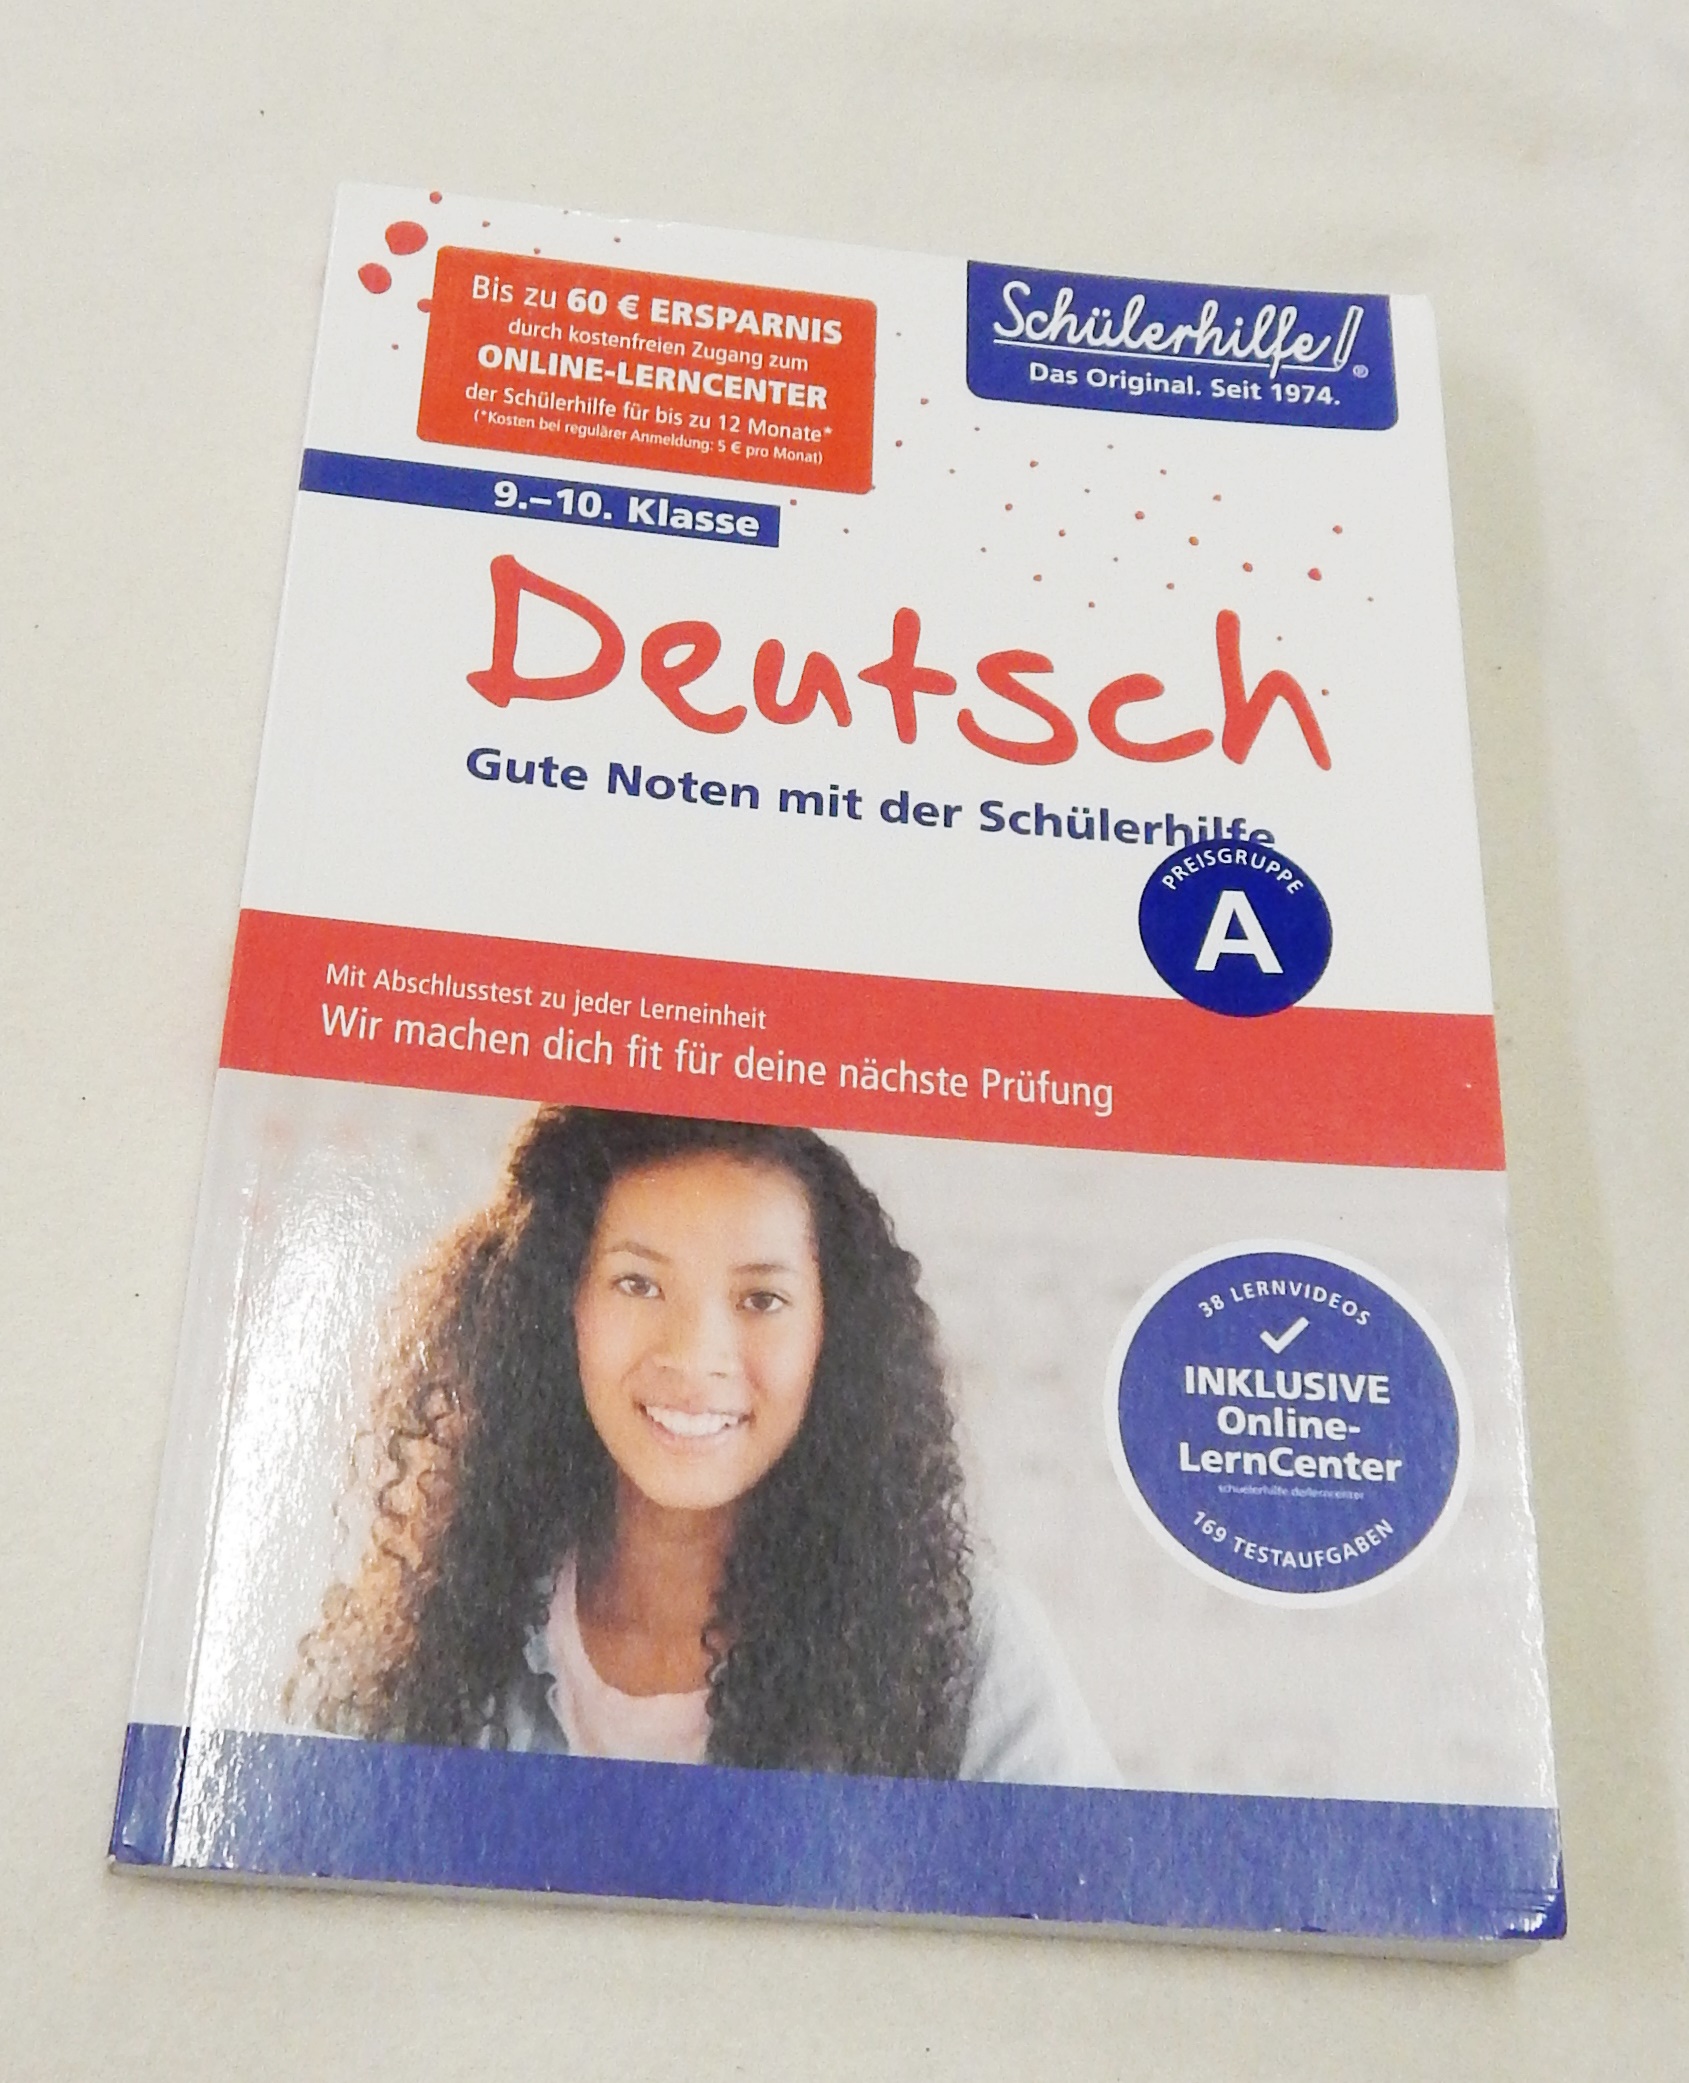 Bis zu 60 € ERSPARNIS
durch kostenfreien Zugang zum
ONLINE-LERNCENTER
der Schülerhilfe für bis zu 12 Monate*
(*Kosten bei regulärer Anmeldung: 5 € pro Monat)
Schülerhilfe!®
Das Original. Seit 1974.
9.–10. Klasse
Deutsch
Gute Noten mit der Schülerhilfe
PREISGRUPPE
A
Mit Abschlusstest zu jeder Lerneinheit
Wir machen dich fit für deine nächste Prüfung
38 LERNVIDEOS
INKLUSIVE
Online-
LernCenter
schuelerhilfe.de/lerncenter
169 TESTAUFGABEN